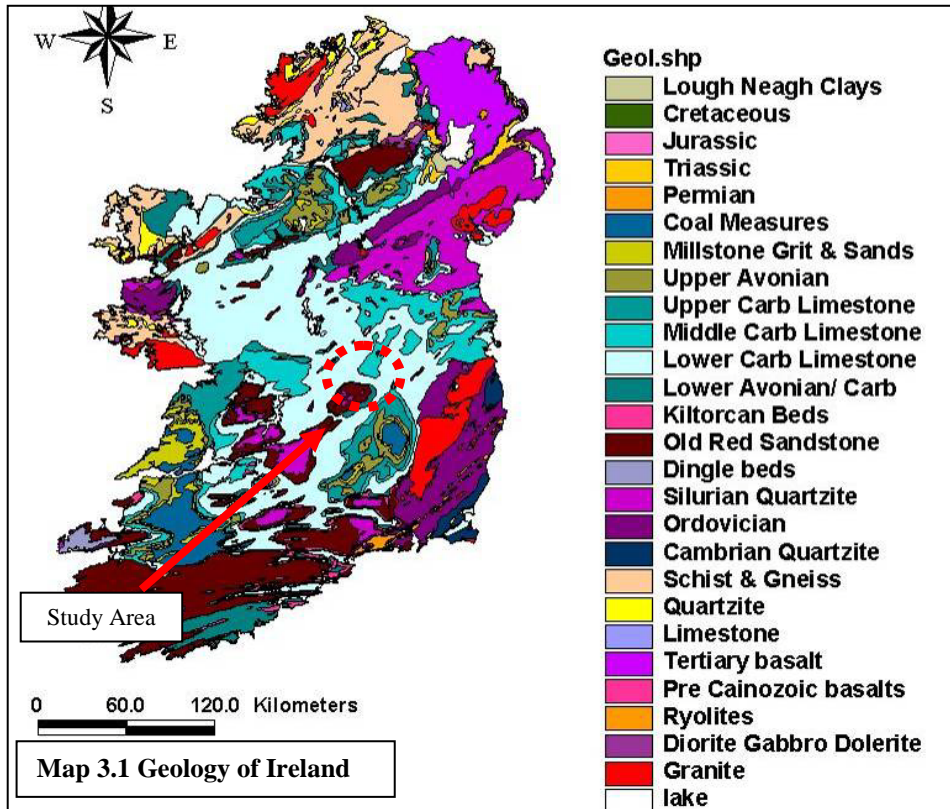 W E
S
Geol.shp
Lough Neagh Clays
Cretaceous
Jurassic
Triassic
Permian
Coal Measures
Millstone Grit & Sands
Upper Avonian
Upper Carb Limestone
Middle Carb Limestone
Lower Carb Limestone
Lower Avonian/ Carb
Kiltorcan Beds
Old Red Sandstone
Dingle beds
Silurian Quartzite
Ordovician
Cambrian Quartzite
Schist & Gneiss
Quartzite
Limestone
Tertiary basalt
Pre Cainozoic basalts
Ryolites
Diorite Gabbro Dolerite
Granite
lake
Study Area
0 60.0 120.0 Kilometers
Map 3.1 Geology of Ireland